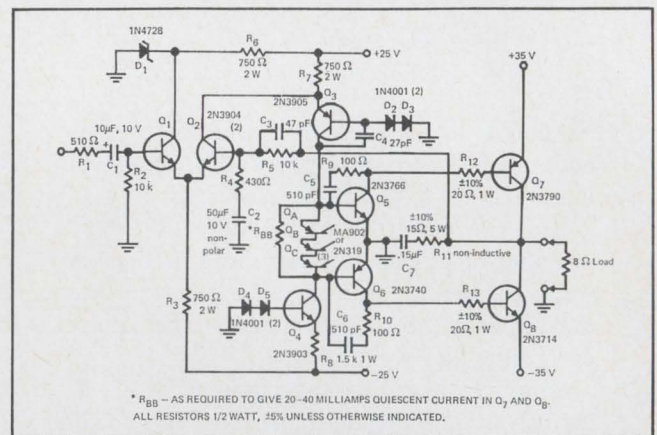 1N4728
D1
R6
750 Ω
2 W
+25 V
+35 V
750 Ω
2 W
R7
Q3
2N3905
1N4001 (2)
D2 D3
Q1
Q2
2N3904
(2)
C3
47 pF
C4 27pF
10µF, 10 V
510 Ω
R1
+
C1
R2
10 k
R5
10 k
R4
430Ω
R9
100 Ω
C5
510 pF
2N3766
Q5
R12
±10%
20 Ω, 1 W
Q7
2N3790
50µF
10 V
non-
polar
C2
*RBB
QA
QB
QC
MA902
or
2N319
(3)
±10%
15Ω, 5 W
.15µF
C7
R11 non-inductive
8 Ω Load
Q6
2N3740
R3
750 Ω
2 W
D4 D5
1N4001 (2)
Q4
2N3903
C6
510 pF
R10
100Ω
R8
1.5 k 1 W
R13
±10%
20Ω, 1 W
Q8
2N3714
−25 V
−35 V
* RBB – AS REQUIRED TO GIVE 20-40 MILLIAMPS QUIESCENT CURRENT IN Q7 AND Q8.
ALL RESISTORS 1/2 WATT, ±5% UNLESS OTHERWISE INDICATED.